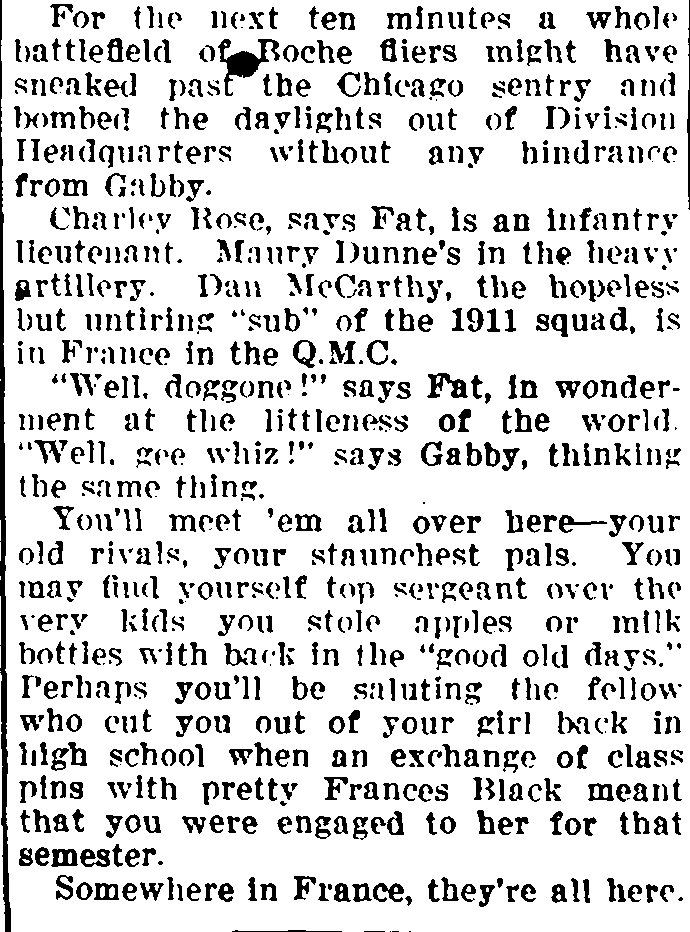 For the next ten minutes a whole
battlefield of Boche fliers might have
sneaked past the Chicago sentry and
bombed the daylights out of Division
Headquarters without any hindrance
from Gabby.
Charley Rose, says Fat, is an infantry
lieutenant. Maury Dunne's in the heavy
artillery. Dan McCarthy, the hopeless
but untiring "sub" of the 1911 squad, is
in France in the Q.M.C.
"Well, doggone!" says Fat, in wonder-
ment at the littleness of the world.
"Well, gee whiz!" says Gabby, thinking
the same thing.
You'll meet 'em all over here—your
old rivals, your staunchest pals. You
may find yourself top sergeant over the
very kids you stole apples or milk
bottles with back in the "good old days."
Perhaps you'll be saluting the fellow
who cut you out of your girl back in
high school when an exchange of class
pins with pretty Frances Black meant
that you were engaged to her for that
semester.
Somewhere in France, they're all here.